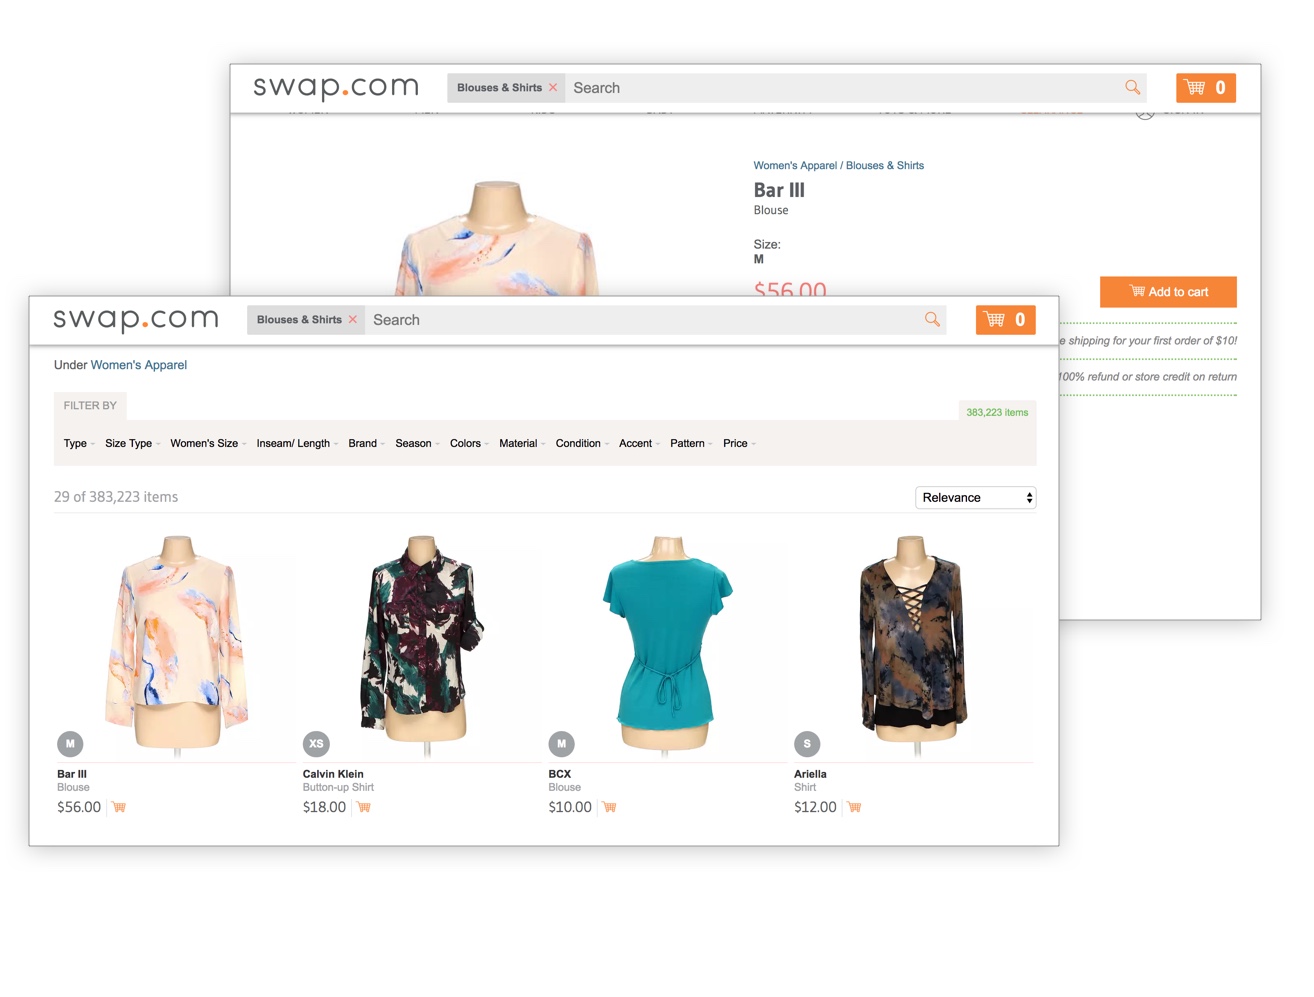 swap.com
Blouses & Shirts × Search
0
Women's Apparel / Blouses & Shirts
Bar III
Blouse
Size:
M
$56.00
Add to cart
e shipping for your first order of $10!
100% refund or store credit on return
swap.com
Blouses & Shirts × Search
0
Under Women's Apparel
FILTER BY
383,223 items
Type Size Type Women's Size Inseam/ Length Brand Season Colors Material Condition Accent Pattern Price
29 of 383,223 items
Relevance
M
Bar III
Blouse
$56.00
XS
Calvin Klein
Button-up Shirt
$18.00
M
BCX
Blouse
$10.00
S
Ariella
Shirt
$12.00